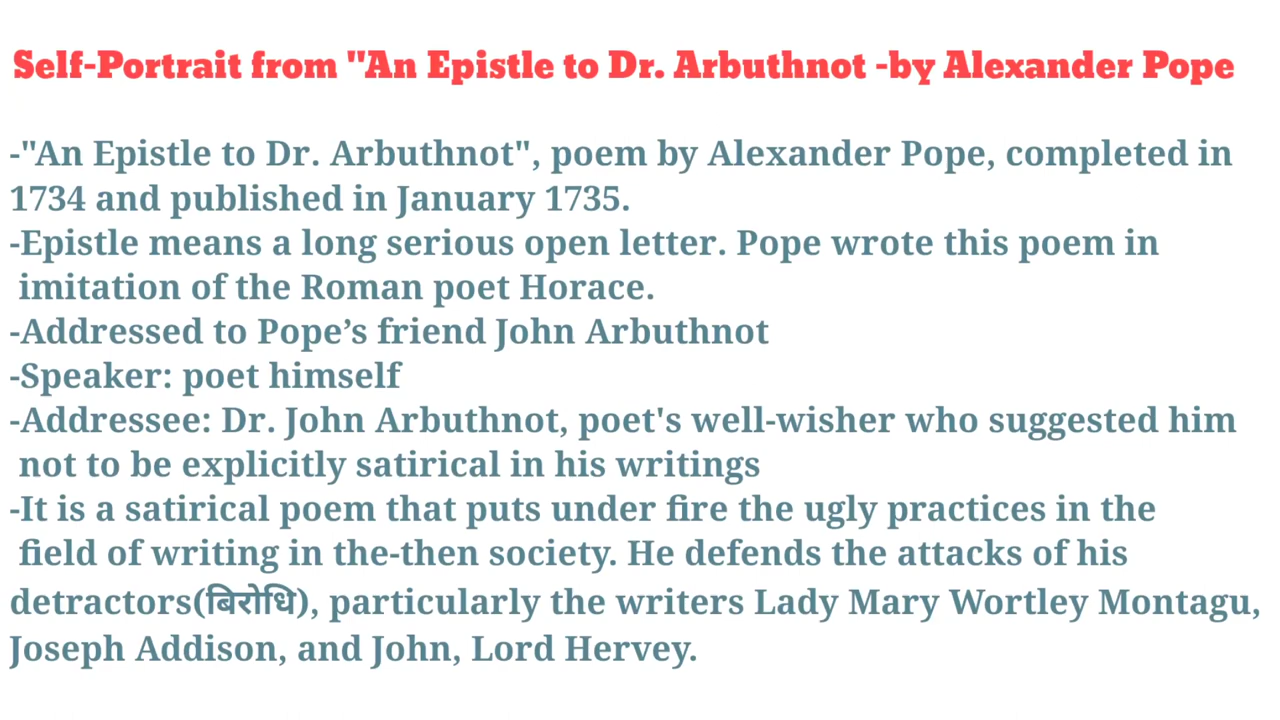 Self-Portrait from "An Epistle to Dr. Arbuthnot -by Alexander Pope
-"An Epistle to Dr. Arbuthnot", poem by Alexander Pope, completed in
1734 and published in January 1735.
-Epistle means a long serious open letter. Pope wrote this poem in
imitation of the Roman poet Horace.
-Addressed to Pope’s friend John Arbuthnot
-Speaker: poet himself
-Addressee: Dr. John Arbuthnot, poet's well-wisher who suggested him
not to be explicitly satirical in his writings
-It is a satirical poem that puts under fire the ugly practices in the
field of writing in the-then society. He defends the attacks of his
detractors(बिरोधि), particularly the writers Lady Mary Wortley Montagu,
Joseph Addison, and John, Lord Hervey.